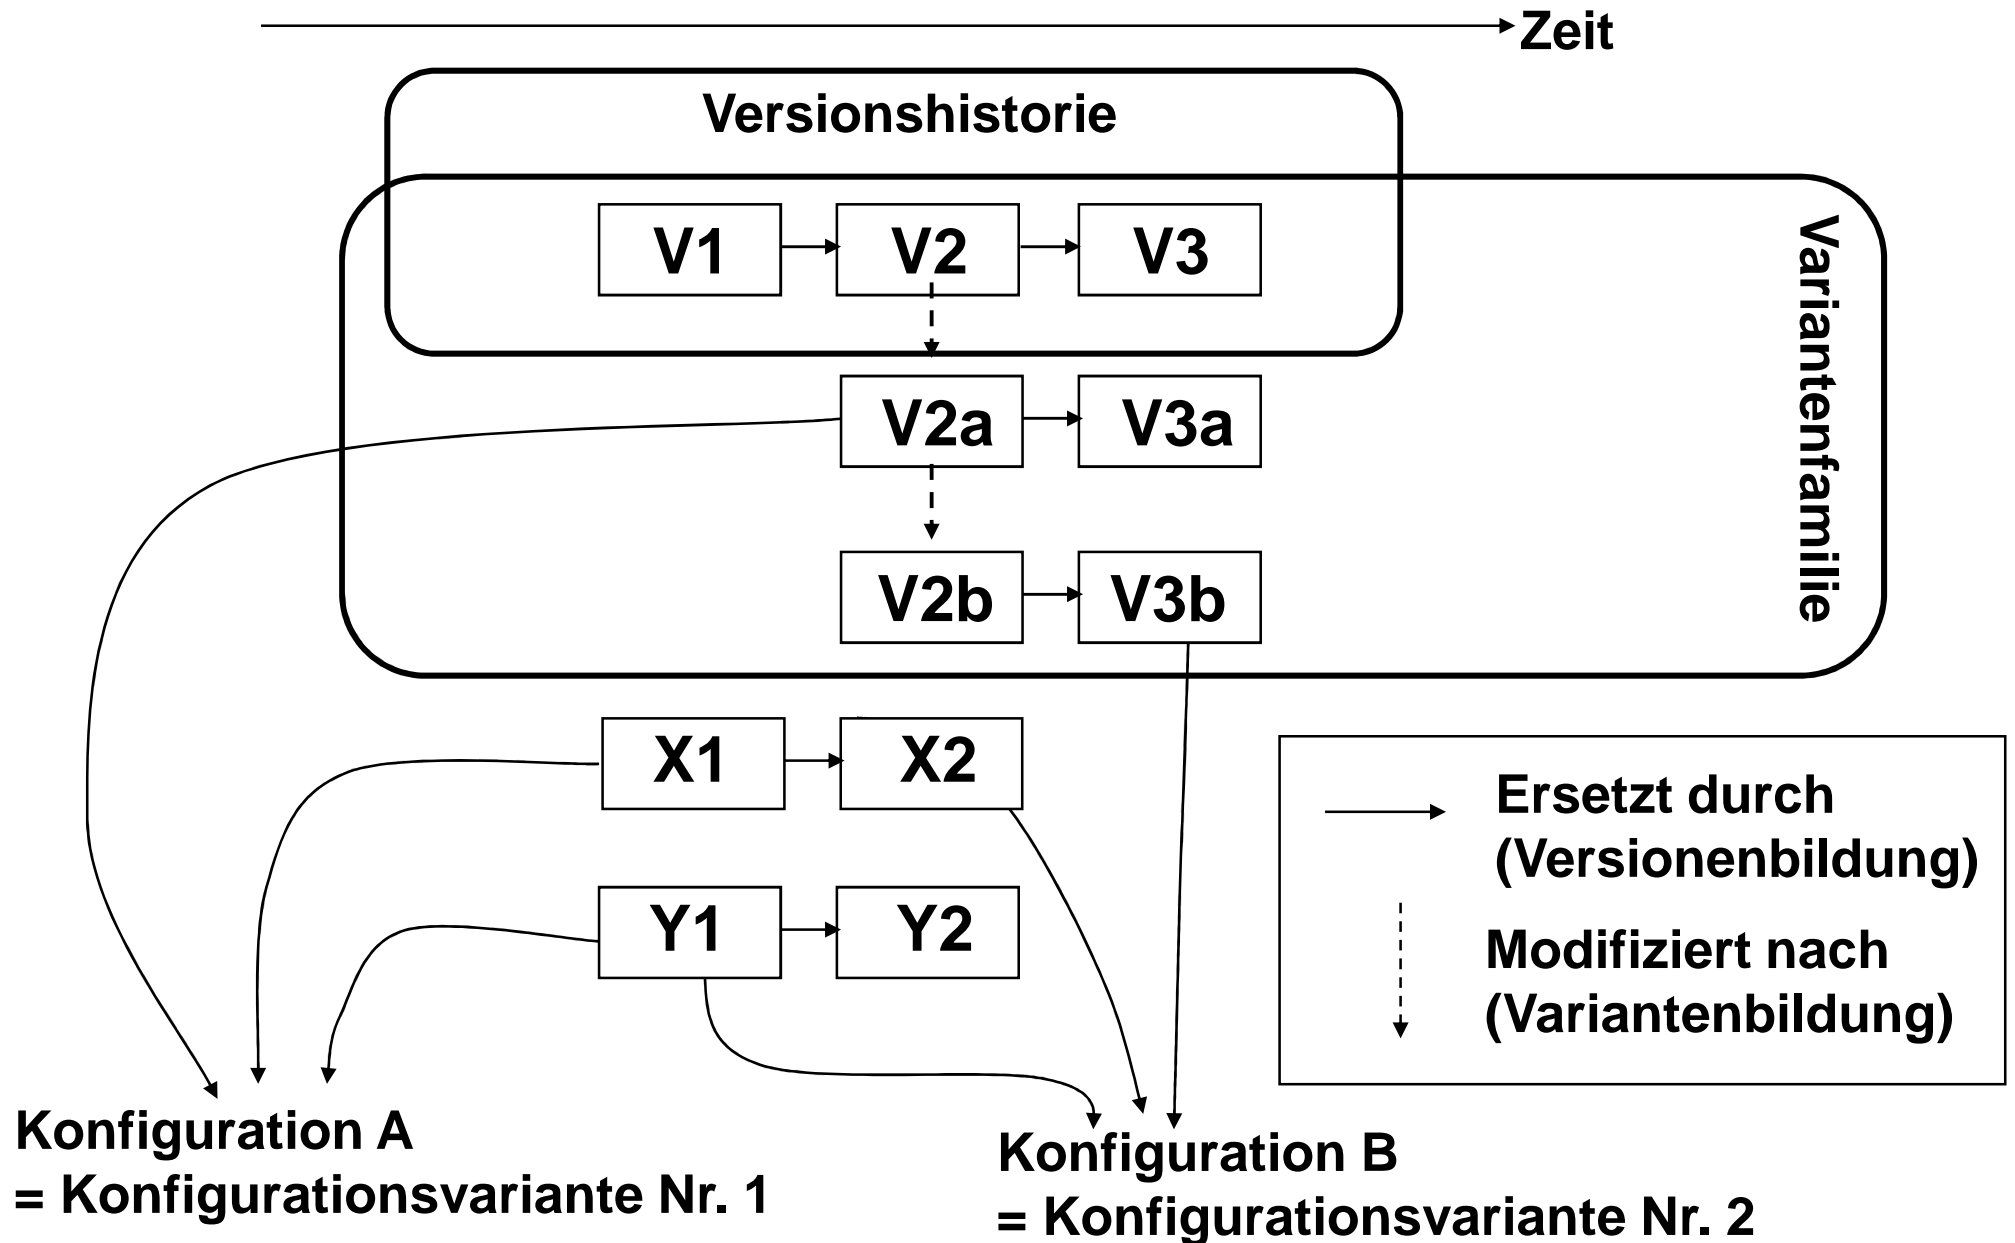 Zeit
Versionshistorie
Variantenfamilie
V1
V2
V3
V2a
V3a
V2b
V3b
X1
X2
Y1
Y2
Ersetzt durch
(Versionenbildung)
Modifiziert nach
(Variantenbildung)
Konfiguration A
= Konfigurationsvariante Nr. 1
Konfiguration B
= Konfigurationsvariante Nr. 2